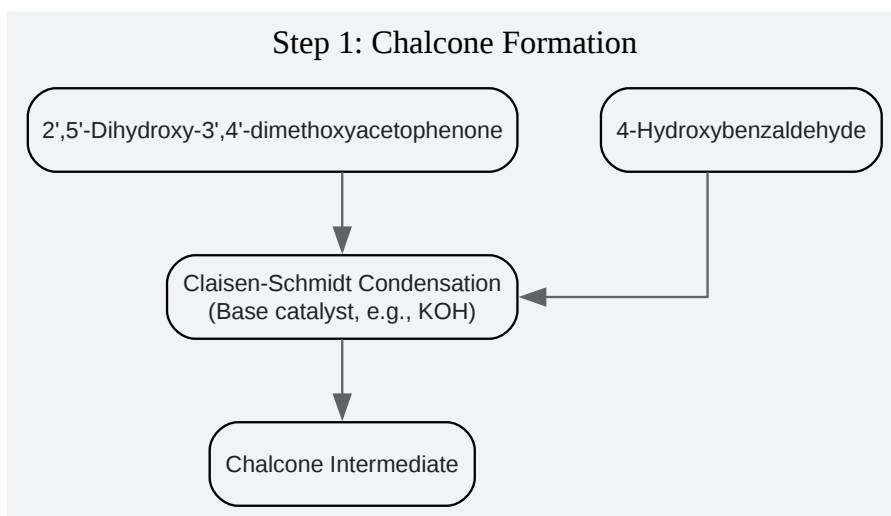 Step 1: Chalcone Formation
2',5'-Dihydroxy-3',4'-dimethoxyacetophenone
4-Hydroxybenzaldehyde
Claisen-Schmidt Condensation
(Base catalyst, e.g., KOH)
Chalcone Intermediate